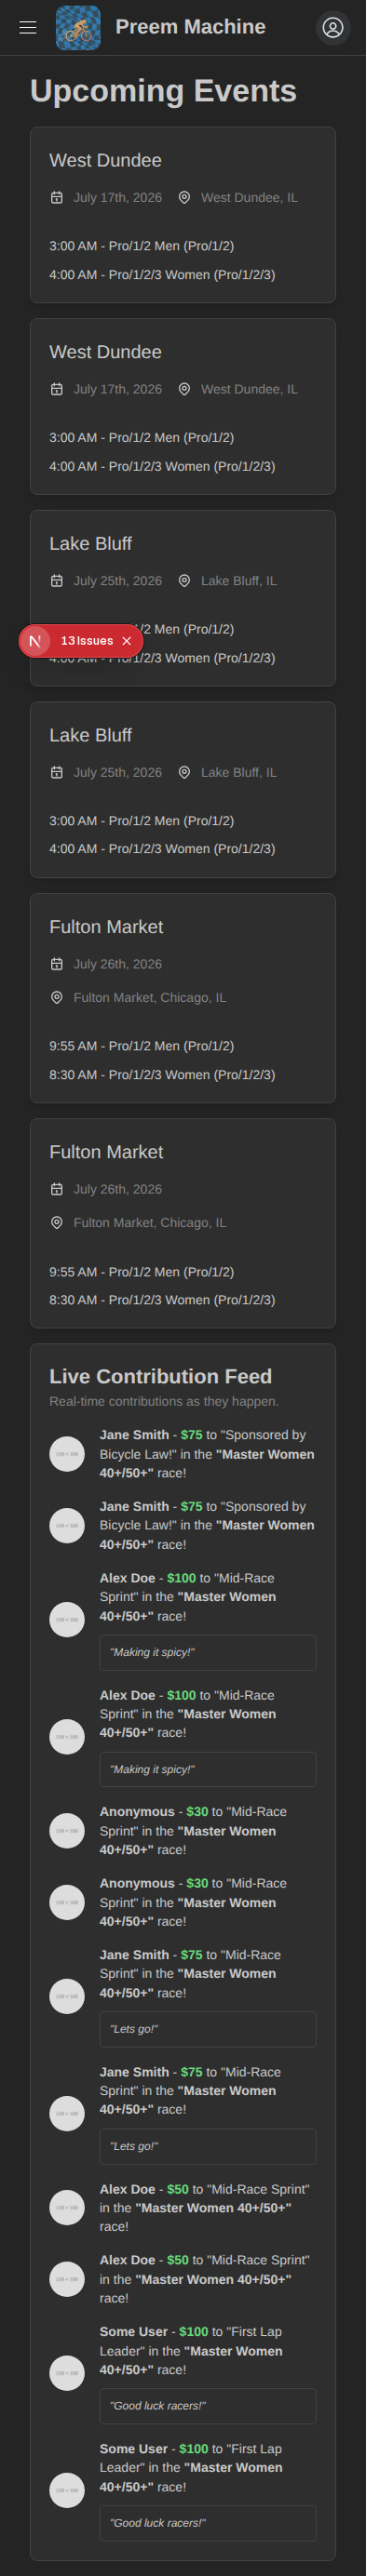 Preem Machine
Upcoming Events
West Dundee
July 17th, 2026 West Dundee, IL
3:00 AM - Pro/1/2 Men (Pro/1/2)
4:00 AM - Pro/1/2/3 Women (Pro/1/2/3)
West Dundee
July 17th, 2026 West Dundee, IL
3:00 AM - Pro/1/2 Men (Pro/1/2)
4:00 AM - Pro/1/2/3 Women (Pro/1/2/3)
Lake Bluff
July 25th, 2026 Lake Bluff, IL
/2 Men (Pro/1/2)
N 13 Issues
4:00 AM - Pro/1/2/3 Women (Pro/1/2/3)
Lake Bluff
July 25th, 2026 Lake Bluff, IL
3:00 AM - Pro/1/2 Men (Pro/1/2)
4:00 AM - Pro/1/2/3 Women (Pro/1/2/3)
Fulton Market
July 26th, 2026
Fulton Market, Chicago, IL
9:55 AM - Pro/1/2 Men (Pro/1/2)
8:30 AM - Pro/1/2/3 Women (Pro/1/2/3)
Fulton Market
July 26th, 2026
Fulton Market, Chicago, IL
9:55 AM - Pro/1/2 Men (Pro/1/2)
8:30 AM - Pro/1/2/3 Women (Pro/1/2/3)
Live Contribution Feed
Real-time contributions as they happen.
Jane Smith - $75 to "Sponsored by
Bicycle Law!" in the "Master Women
40+/50+" race!
Jane Smith - $75 to "Sponsored by
Bicycle Law!" in the "Master Women
40+/50+" race!
Alex Doe - $100 to "Mid-Race
Sprint" in the "Master Women
40+/50+" race!
"Making it spicy!"
Alex Doe - $100 to "Mid-Race
Sprint" in the "Master Women
40+/50+" race!
"Making it spicy!"
Anonymous - $30 to "Mid-Race
Sprint" in the "Master Women
40+/50+" race!
Anonymous - $30 to "Mid-Race
Sprint" in the "Master Women
40+/50+" race!
Jane Smith - $75 to "Mid-Race
Sprint" in the "Master Women
40+/50+" race!
"Lets go!"
Jane Smith - $75 to "Mid-Race
Sprint" in the "Master Women
40+/50+" race!
"Lets go!"
Alex Doe - $50 to "Mid-Race Sprint"
in the "Master Women 40+/50+"
race!
Alex Doe - $50 to "Mid-Race Sprint"
in the "Master Women 40+/50+"
race!
Some User - $100 to "First Lap
Leader" in the "Master Women
40+/50+" race!
"Good luck racers!"
Some User - $100 to "First Lap
Leader" in the "Master Women
40+/50+" race!
"Good luck racers!"